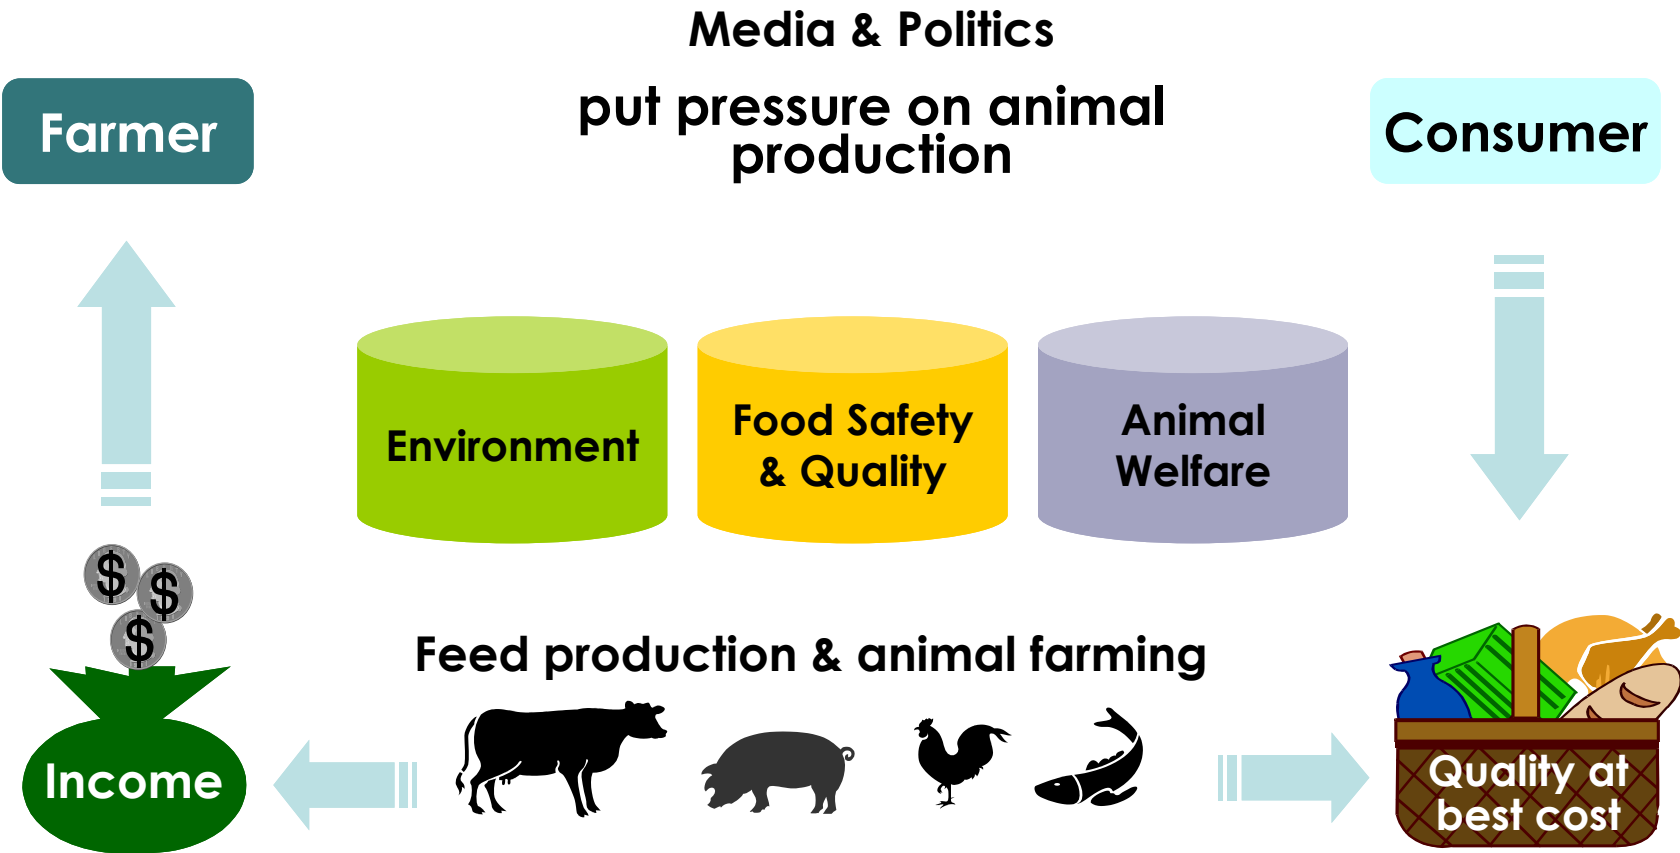 Media & Politics
put pressure on animal
production
Farmer
Consumer
Environment
Food Safety
& Quality
Animal
Welfare
$
$
$
Feed production & animal farming
Income
Quality at
best cost